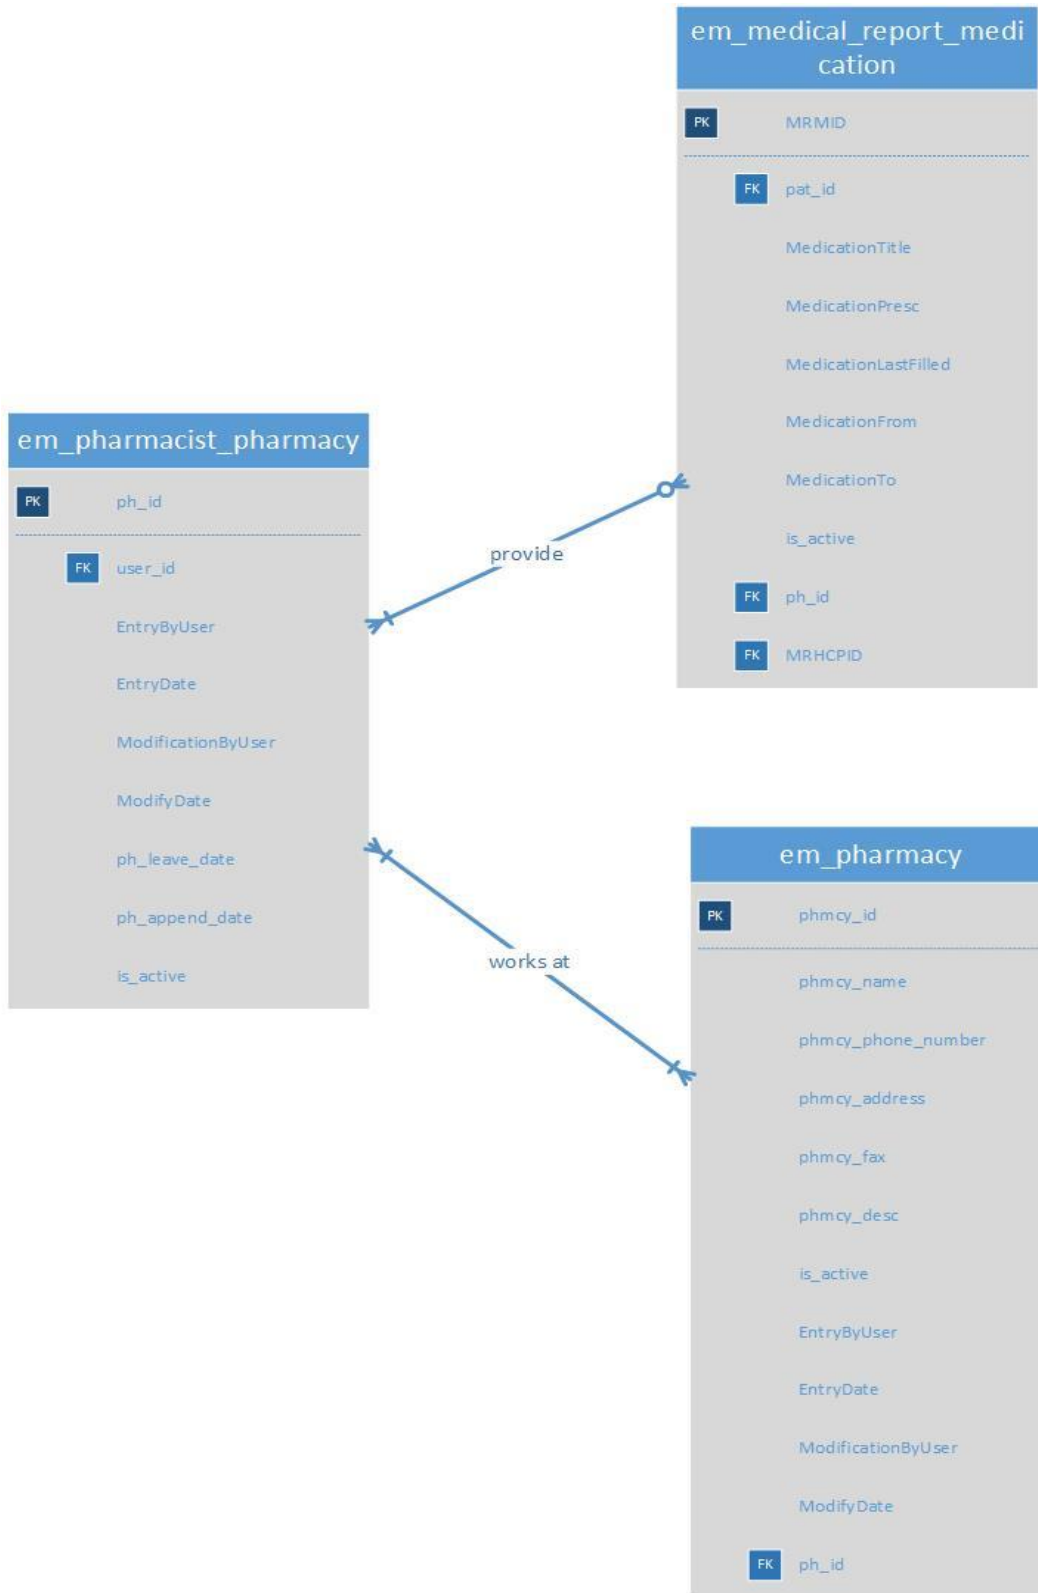 em_medical_report_medi
cation
PK MRMID
FK pat_id
MedicationTitle
MedicationPresc
MedicationLastFilled
MedicationFrom
MedicationTo
is_active
FK ph_id
FK MRHCPID
em_pharmacist_pharmacy
PK ph_id
FK user_id
EntryByUser
EntryDate
ModificationByUser
ModifyDate
ph_leave_date
ph_append_date
is_active
provide
works at
em_pharmacy
PK phmcy_id
phmcy_name
phmcy_phone_number
phmcy_address
phmcy_fax
phmcy_desc
is_active
EntryByUser
EntryDate
ModificationByUser
ModifyDate
FK ph_id